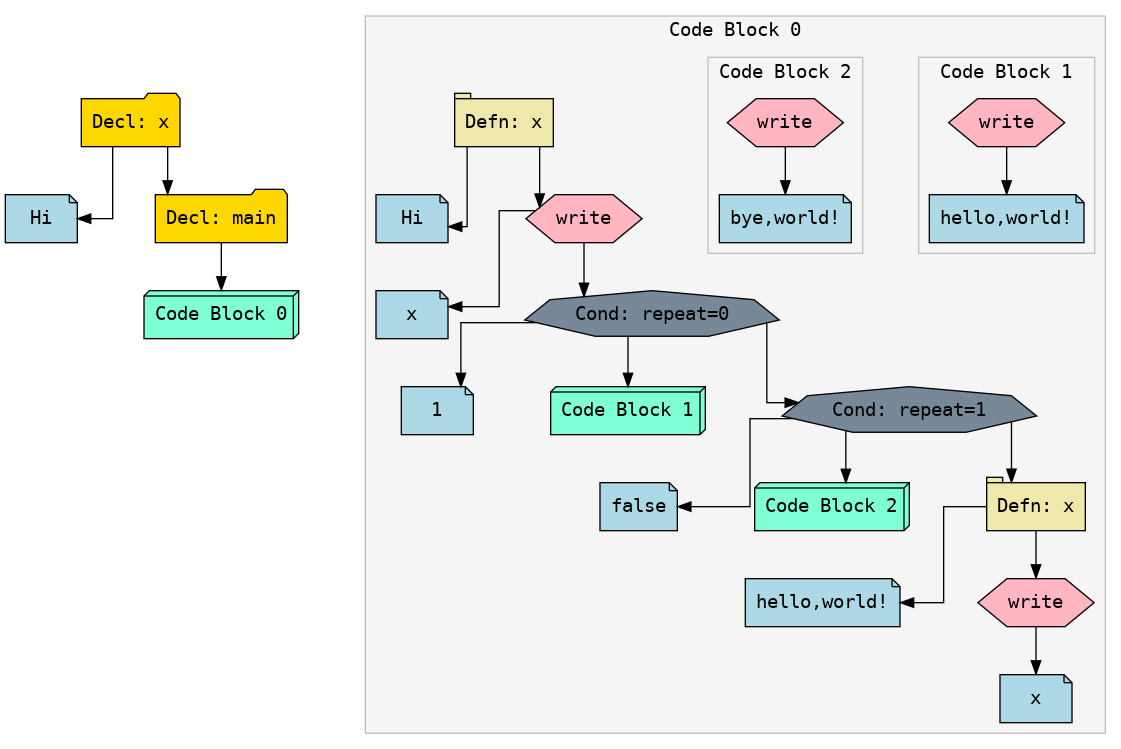 Code Block 0
Code Block 2
Code Block 1
Decl: x
Defn: x
write
write
Hi
Decl: main
Hi
write
bye,world!
hello,world!
Code Block 0
x
Cond: repeat=0
1
Code Block 1
Cond: repeat=1
false
Code Block 2
Defn: x
hello,world!
write
x